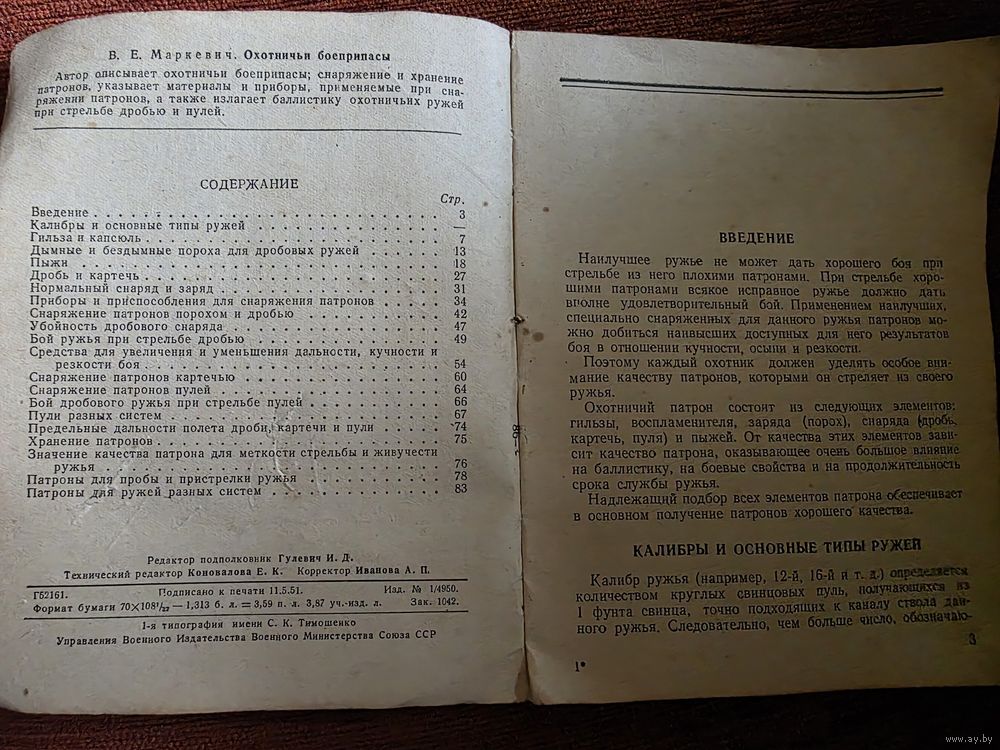 В. Е. Маркевич. Охотничьи боеприпасы
Автор описывает охотничьи боеприпасы; снаряжение и хранение
патронов, указывает материалы и приборы, применяемые при сна-
ряжении патронов, а также излагает баллистику охотничьих ружей
при стрельбе дробью и пулей.
СОДЕРЖАНИЕ
Стр.
Введение . . . . . . . . . . . . . . . . . . . . . . . . . . 3
Калибры и основные типы ружей . . . . . . . . . . . . . . —
Гильза и капсюль . . . . . . . . . . . . . . . . . . . . . . 7
Дымные и бездымные пороха для дробовых ружей . . . . . . 13
Пыжи . . . . . . . . . . . . . . . . . . . . . . . . . . . . 18
Дробь и картечь . . . . . . . . . . . . . . . . . . . . . . 27
Нормальный снаряд и заряд . . . . . . . . . . . . . . . . . 31
Приборы и приспособления для снаряжения патронов . . . . 34
Снаряжение патронов порохом и дробью . . . . . . . . . . . 42
Убойность дробового снаряда . . . . . . . . . . . . . . . . 47
Бой ружья при стрельбе дробью . . . . . . . . . . . . . . . 49
Средства для увеличения и уменьшения дальности, кучности и
резкости боя . . . . . . . . . . . . . . . . . . . . . . 54
Снаряжение патронов картечью . . . . . . . . . . . . . . . 60
Снаряжение патронов пулей . . . . . . . . . . . . . . . . . 64
Бой дробового ружья при стрельбе пулей . . . . . . . . . . 66
Пули разных систем . . . . . . . . . . . . . . . . . . . . 67
Предельные дальности полета дроби, картечи и пули . . . . 74
Хранение патронов . . . . . . . . . . . . . . . . . . . . . 75
Значение качества патрона для меткости стрельбы и живучести
ружья . . . . . . . . . . . . . . . . . . . . . . . . . 76
Патроны для пробы и пристрелки ружья . . . . . . . . . . . 78
Патроны для ружей разных систем . . . . . . . . . . . . . . 83
Редактор подполковник Гулевич И. Д.
Технический редактор Коновалова Е. К. Корректор Иванова А. П.
Г52161. Подписано к печати 11.5.51. Изд. № 1/4950.
Формат бумаги 70×108¹/₃₂ — 1,313 б. л. = 3,59 п. л. 3,87 уч.-изд. л. Зак. 1042.
1-я типография имени С. К. Тимошенко
Управления Военного Издательства Военного Министерства Союза ССР
ВВЕДЕНИЕ
Наилучшее ружье не может дать хорошего боя при
стрельбе из него плохими патронами. При стрельбе хоро-
шими патронами всякое исправное ружье должно дать
вполне удовлетворительный бой. Применением наилучших,
специально снаряженных для данного ружья патронов мо-
жно добиться наивысших доступных для него результатов
боя в отношении кучности, осыпи и резкости.
Поэтому каждый охотник должен уделять особое вни-
мание качеству патронов, которыми он стреляет из своего
ружья.
Охотничий патрон состоит из следующих элементов:
гильзы, воспламенителя, заряда (порох), снаряда (дробь,
картечь, пуля) и пыжей. От качества этих элементов зави-
сит качество патрона, оказывающее очень большое влияние
на баллистику, на боевые свойства и на продолжительность
срока службы ружья.
Надлежащий подбор всех элементов патрона обеспечивает
в основном получение патронов хорошего качества.
КАЛИБРЫ И ОСНОВНЫЕ ТИПЫ РУЖЕЙ
Калибр ружья (например, 12-й, 16-й и т. д.) определяется
количеством круглых свинцовых пуль, получающихся из
1 фунта свинца, точно подходящих к каналу ствола дан-
ного ружья. Следовательно, чем больше число, обозначаю-
1*
3
www.ay.by